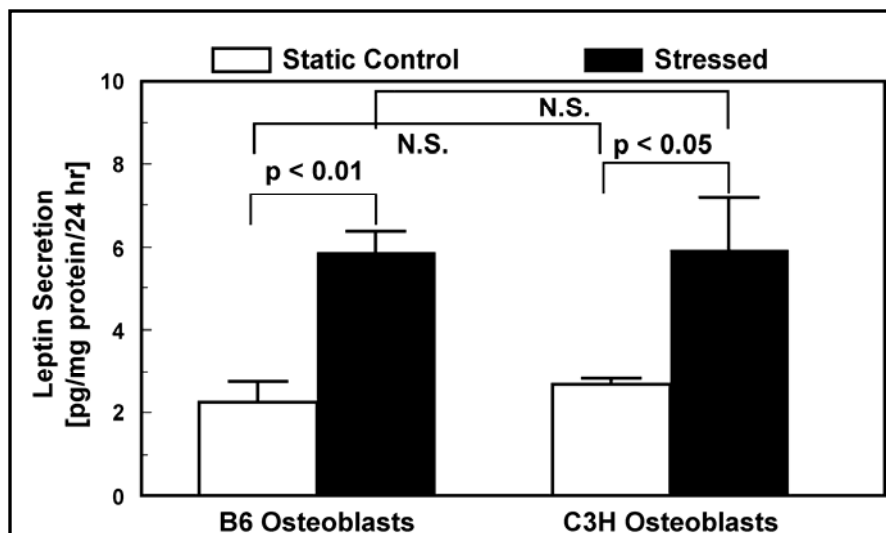 Static Control Stressed
10
N.S.
N.S.
p < 0.05
p < 0.01
8
6
4
2
0
Leptin Secretion
[pg/mg protein/24 hr]
B6 Osteoblasts C3H Osteoblasts